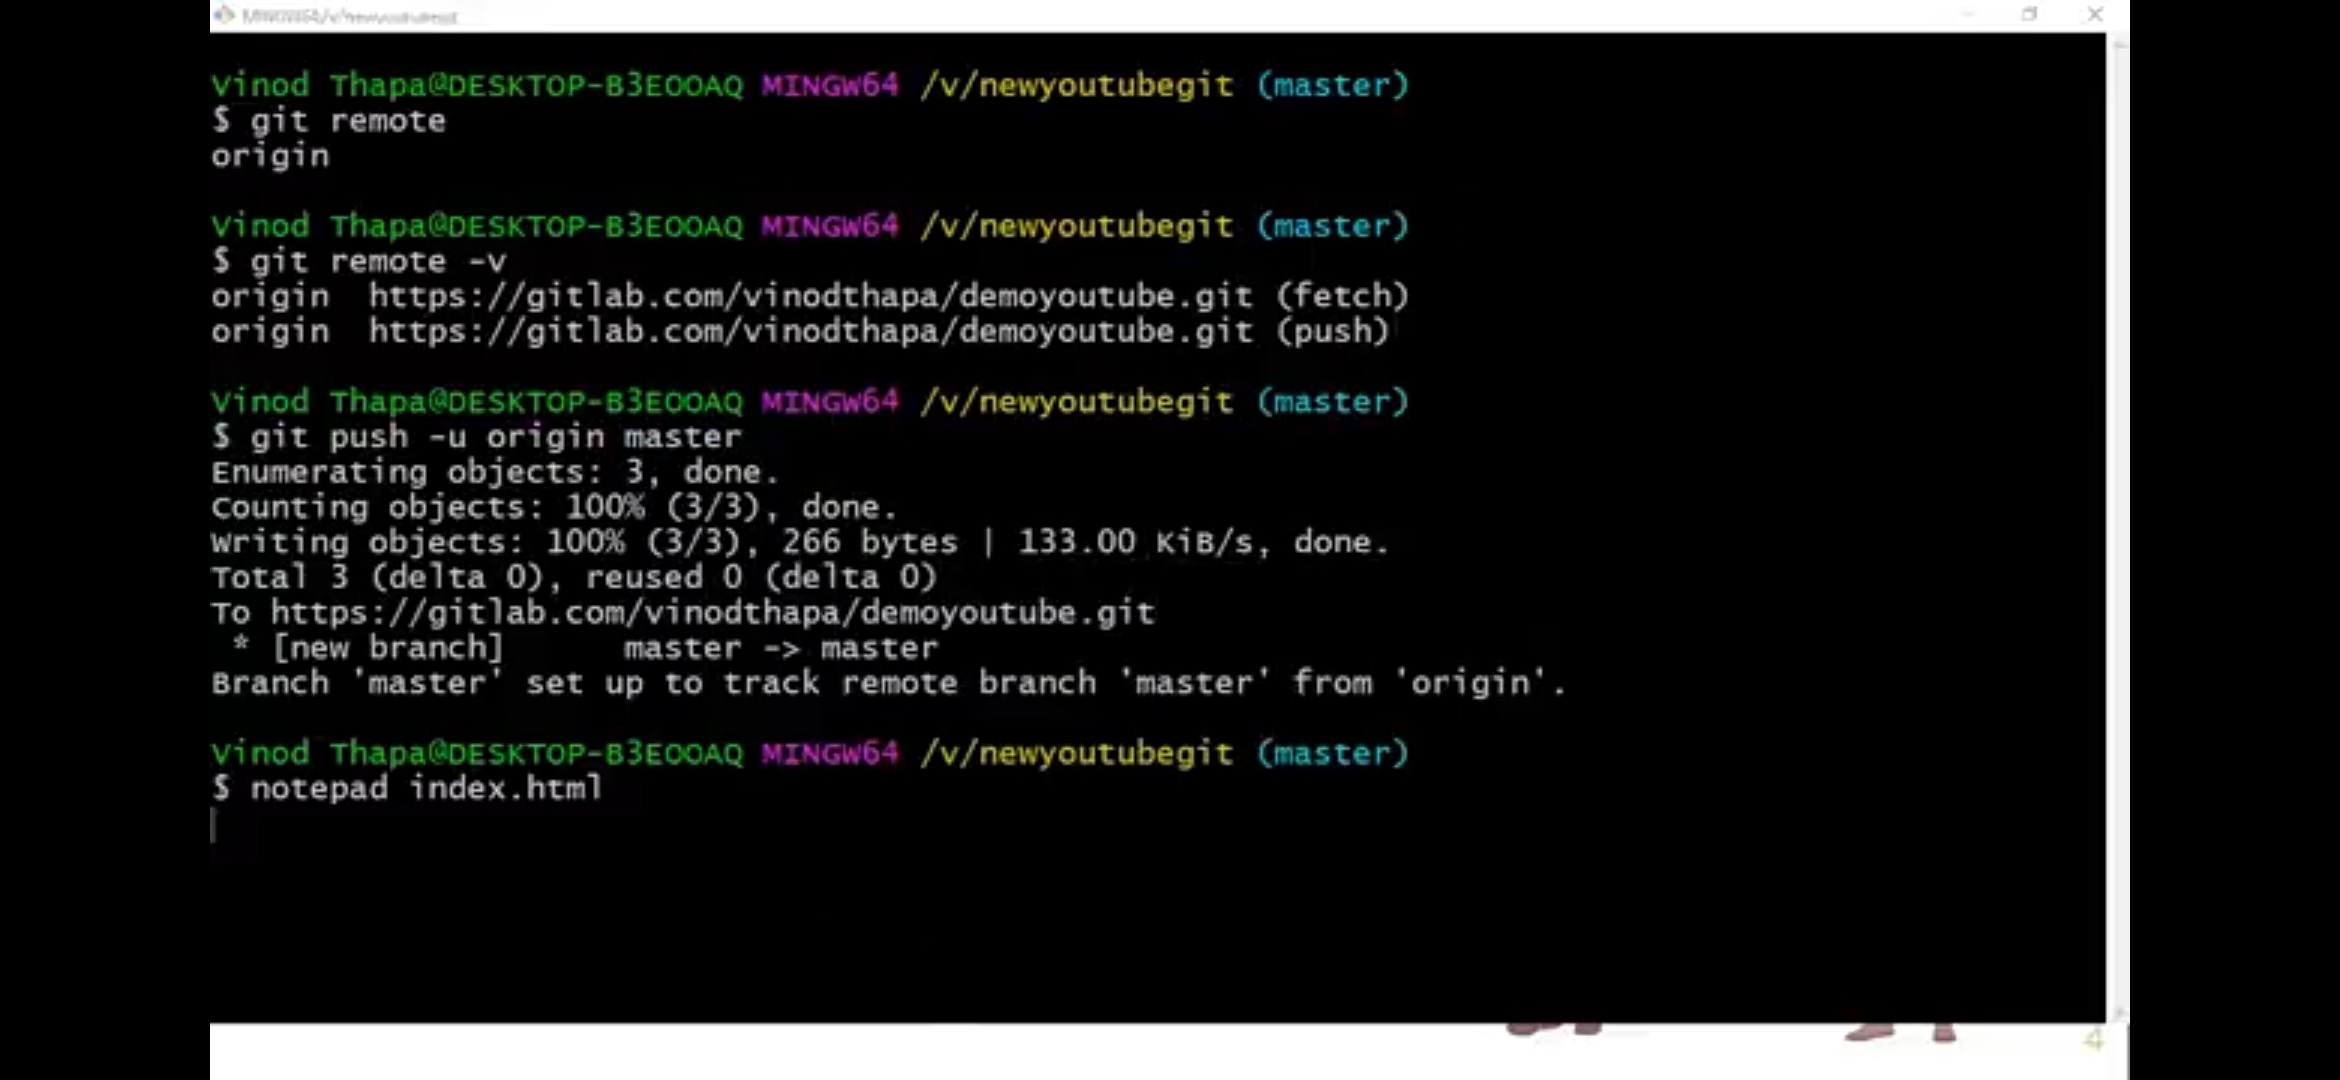 MINGW64:/v/newyoutubegit
Vinod Thapa@DESKTOP-B3EOOAQ MINGW64 /v/newyoutubegit (master)
$ git remote
origin
Vinod Thapa@DESKTOP-B3EOOAQ MINGW64 /v/newyoutubegit (master)
$ git remote -v
origin  https://gitlab.com/vinodthapa/demoyoutube.git (fetch)
origin  https://gitlab.com/vinodthapa/demoyoutube.git (push)
Vinod Thapa@DESKTOP-B3EOOAQ MINGW64 /v/newyoutubegit (master)
$ git push -u origin master
Enumerating objects: 3, done.
Counting objects: 100% (3/3), done.
Writing objects: 100% (3/3), 266 bytes | 133.00 KiB/s, done.
Total 3 (delta 0), reused 0 (delta 0)
To https://gitlab.com/vinodthapa/demoyoutube.git
 * [new branch]      master -> master
Branch 'master' set up to track remote branch 'master' from 'origin'.
Vinod Thapa@DESKTOP-B3EOOAQ MINGW64 /v/newyoutubegit (master)
$ notepad index.html
4